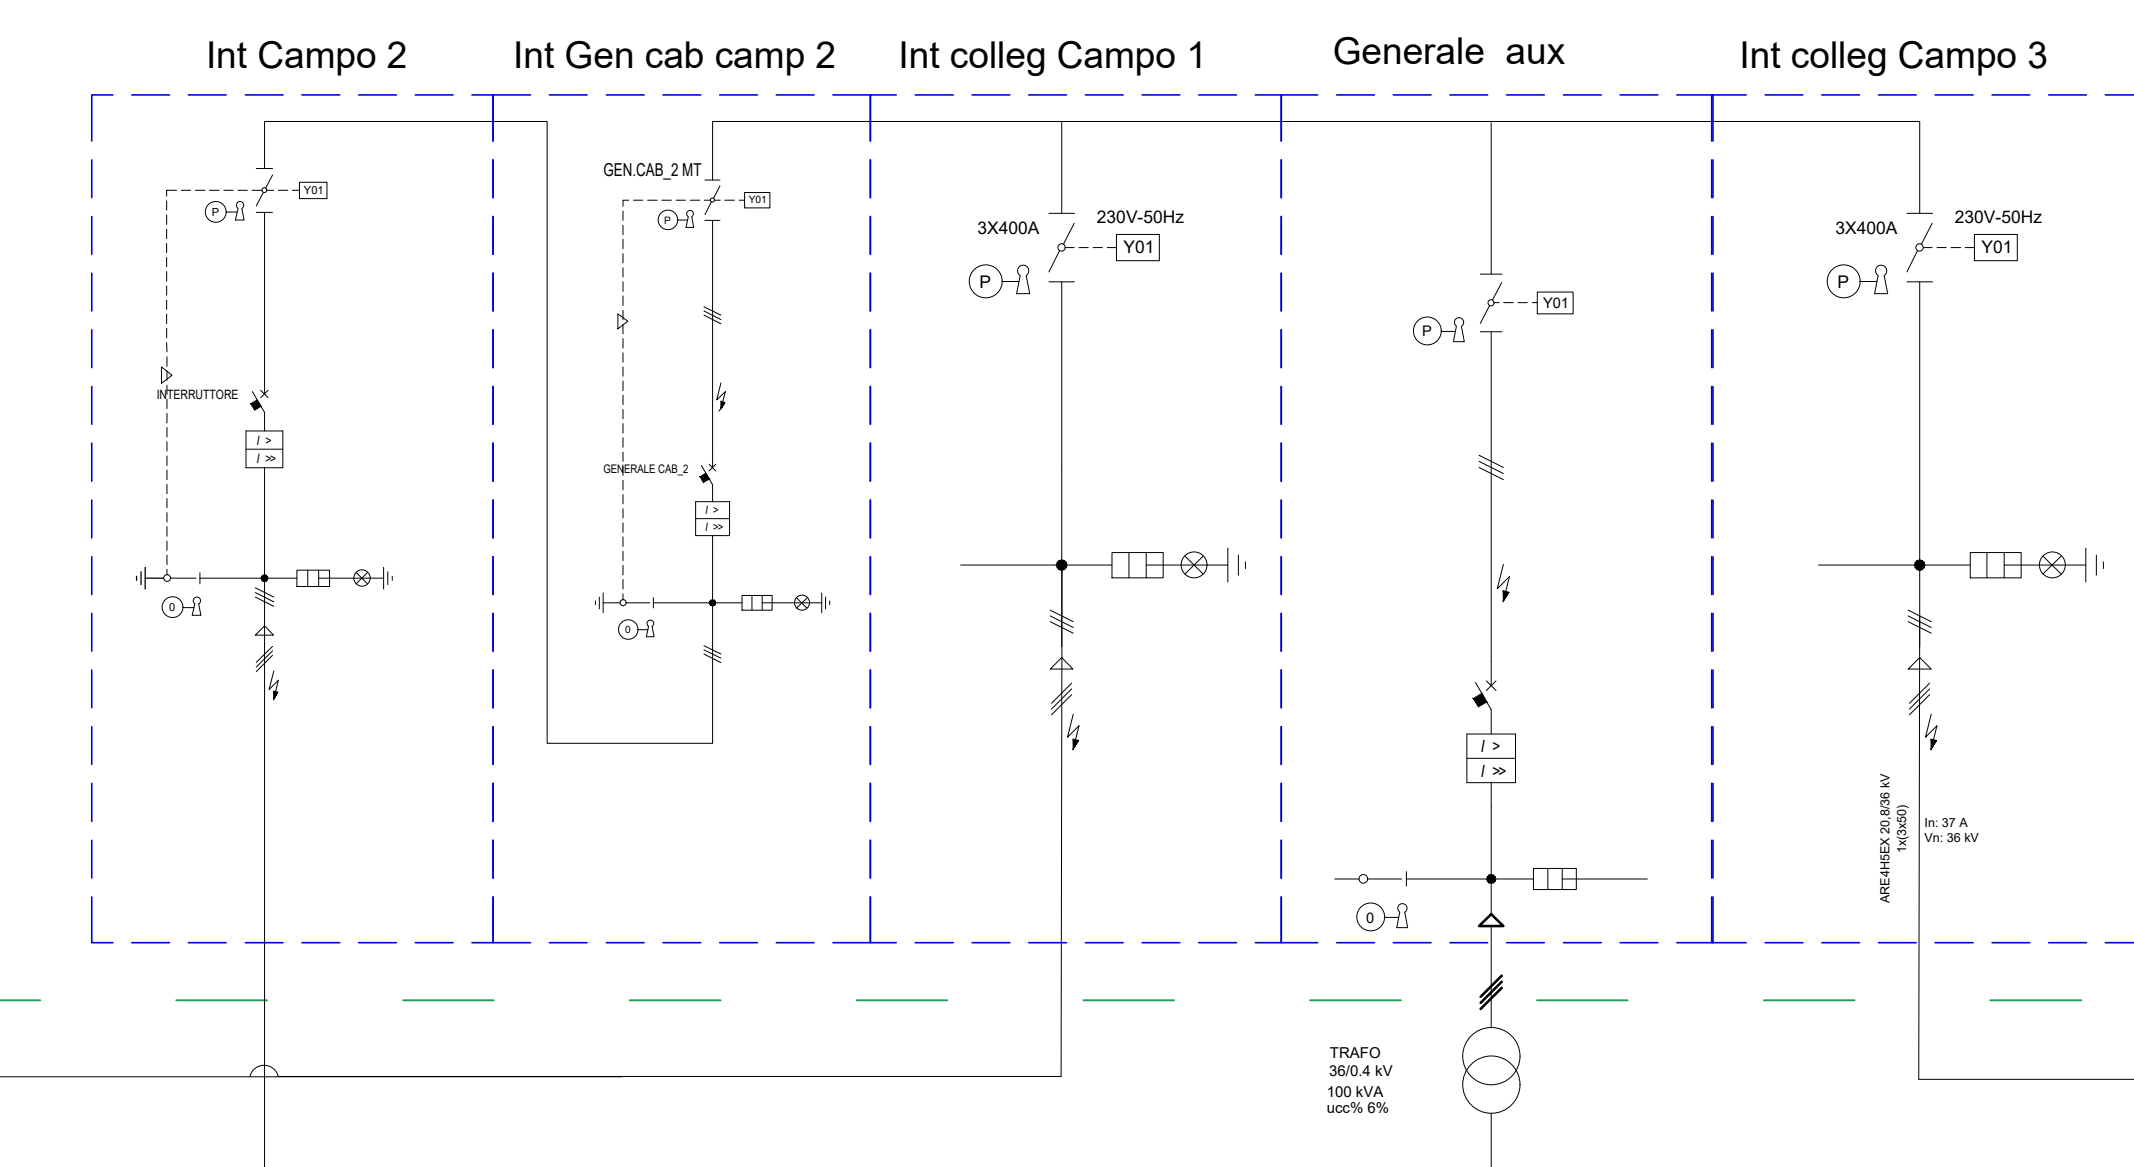 Int Campo 2
Int Gen cab camp 2
Int colleg Campo 1
Generale aux
Int colleg Campo 3
Y01
P
INTERRUTTORE
I >
I >>
0
GEN.CAB_2 MT
Y01
P
GENERALE CAB_2
I >
I >>
0
3X400A
230V-50Hz
Y01
P
Y01
P
I >
I >>
0
TRAFO
36/0.4 kV
100 kVA
ucc% 6%
3X400A
230V-50Hz
Y01
P
ARE4H5EX 20,8/36 kV
1x(3x50)
In: 37 A
Vn: 36 kV